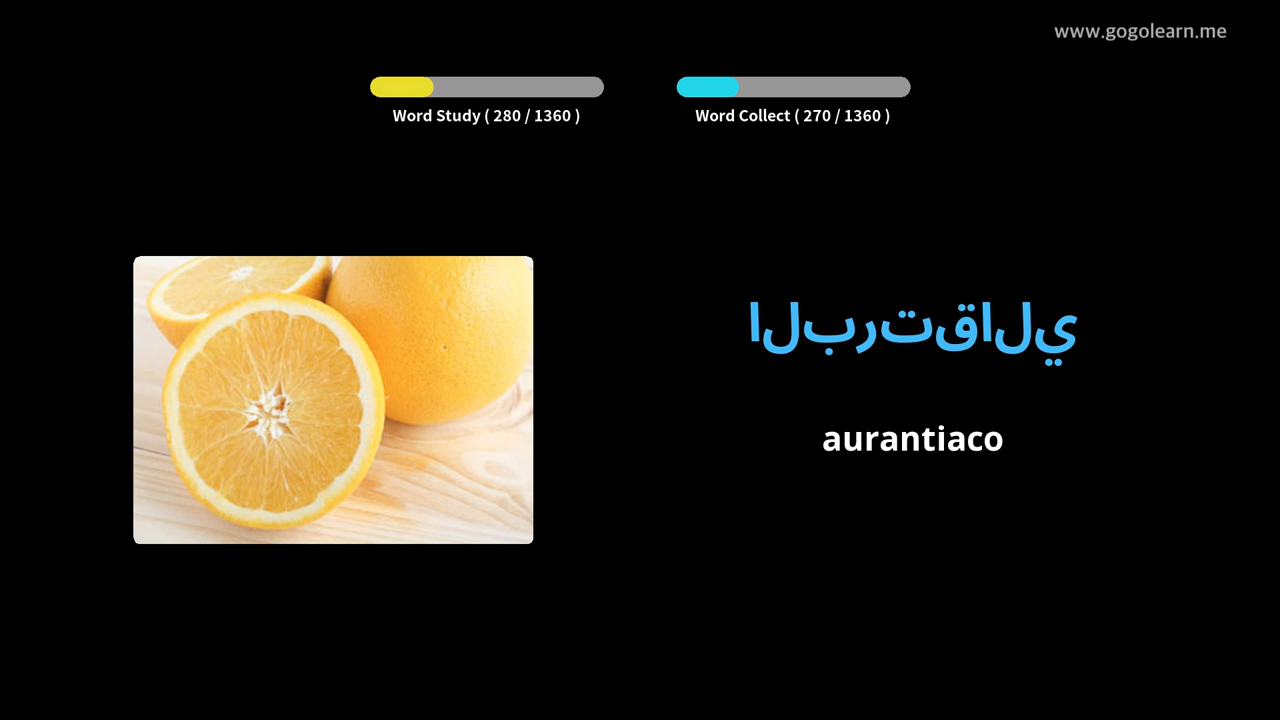 www.gogolearn.me
Word Study ( 280 / 1360 )
Word Collect ( 270 / 1360 )
البرتقالي
aurantiaco